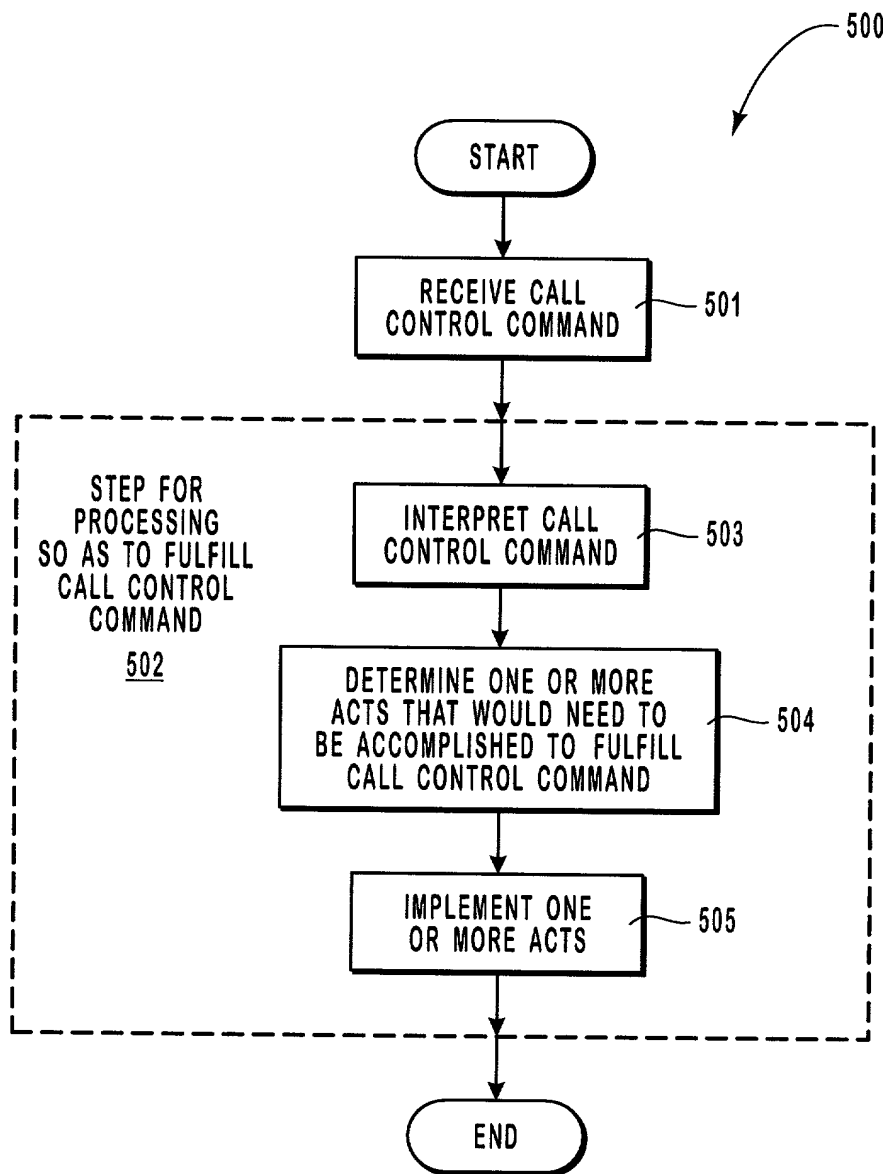 500
START
RECEIVE CALL
CONTROL COMMAND
501
STEP FOR
PROCESSING
SO AS TO FULFILL
CALL CONTROL
COMMAND
502
INTERPRET CALL
CONTROL COMMAND
503
DETERMINE ONE OR MORE
ACTS THAT WOULD NEED TO
BE ACCOMPLISHED TO FULFILL
CALL CONTROL COMMAND
504
IMPLEMENT ONE
OR MORE ACTS
505
END